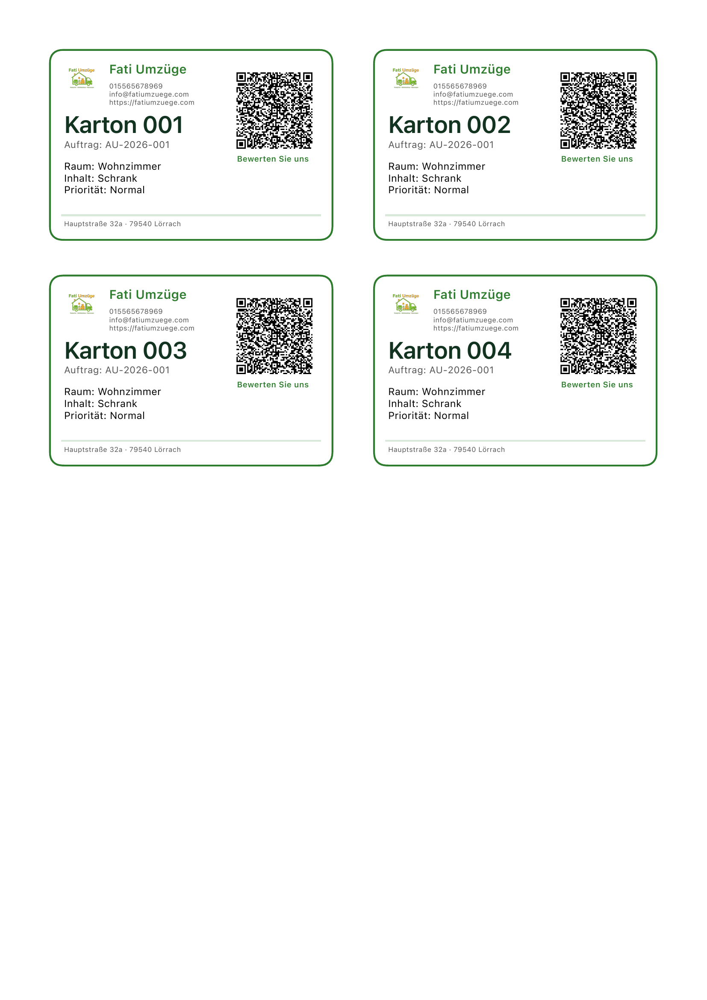 Fati Umzüge
Fati Umzüge
015565678969
info@fatiumzuege.com
https://fatiumzuege.com
Karton 001
Auftrag: AU-2026-001
Bewerten Sie uns
Raum: Wohnzimmer
Inhalt: Schrank
Priorität: Normal
Hauptstraße 32a · 79540 Lörrach
Fati Umzüge
Fati Umzüge
015565678969
info@fatiumzuege.com
https://fatiumzuege.com
Karton 002
Auftrag: AU-2026-001
Bewerten Sie uns
Raum: Wohnzimmer
Inhalt: Schrank
Priorität: Normal
Hauptstraße 32a · 79540 Lörrach
Fati Umzüge
Fati Umzüge
015565678969
info@fatiumzuege.com
https://fatiumzuege.com
Karton 003
Auftrag: AU-2026-001
Bewerten Sie uns
Raum: Wohnzimmer
Inhalt: Schrank
Priorität: Normal
Hauptstraße 32a · 79540 Lörrach
Fati Umzüge
Fati Umzüge
015565678969
info@fatiumzuege.com
https://fatiumzuege.com
Karton 004
Auftrag: AU-2026-001
Bewerten Sie uns
Raum: Wohnzimmer
Inhalt: Schrank
Priorität: Normal
Hauptstraße 32a · 79540 Lörrach